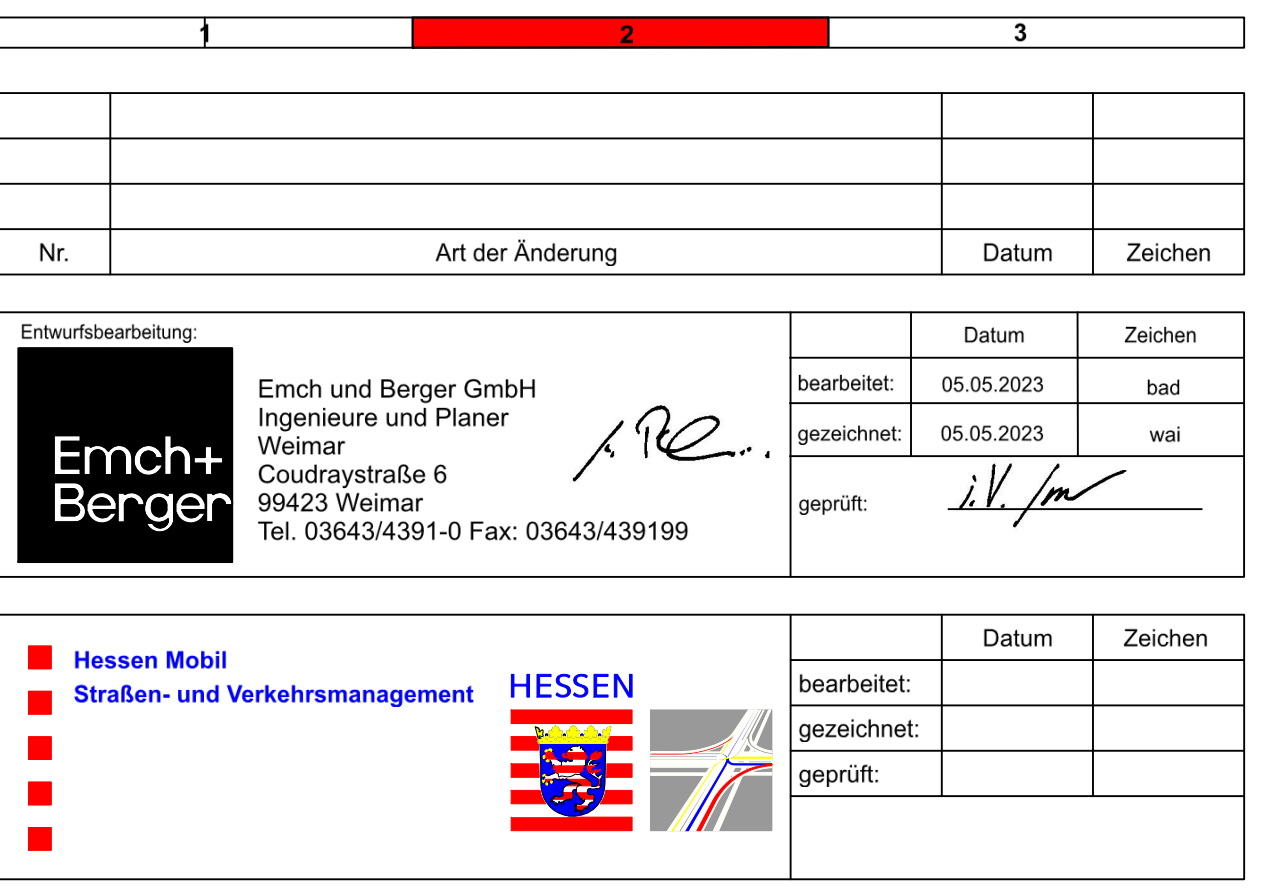 1 2 3
Nr. Art der Änderung Datum Zeichen
Entwurfsbearbeitung:
Emch+
Berger
Emch und Berger GmbH
Ingenieure und Planer
Weimar
Coudraystraße 6
99423 Weimar
Tel. 03643/4391-0 Fax: 03643/439199
Datum Zeichen
bearbeitet: 05.05.2023 bad
gezeichnet: 05.05.2023 wai
geprüft: i.V.
Hessen Mobil
Straßen- und Verkehrsmanagement
HESSEN
Datum Zeichen
bearbeitet:
gezeichnet:
geprüft: